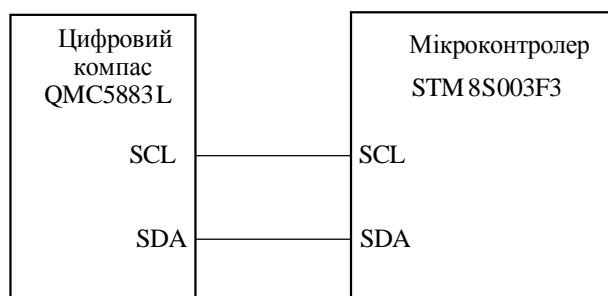 Цифровий
компас
QMC5883L
Мікроконтролер
STM8S003F3
SCL
SCL
SDA
SDA